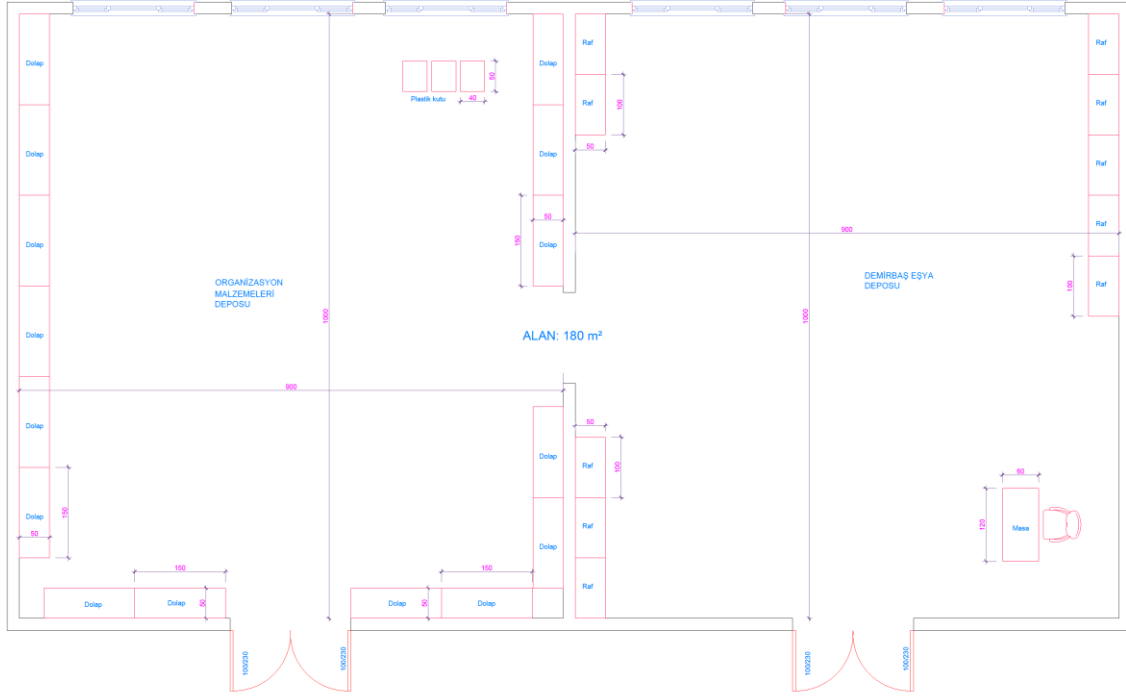 Dolap
Dolap
Dolap
Dolap
Dolap
Dolap
50
150
Plastik kutu
50
40
Dolap
Dolap
Dolap
50
150
ORGANİZASYON
MALZEMELERİ
DEPOSU
1000
900
ALAN: 180 m²
Dolap
Dolap
150
50
Dolap
Dolap
150
50
Dolap
Dolap
100/230
100/230
Raf
Raf
100
50
900
DEMİRBAŞ EŞYA
DEPOSU
1000
Raf
Raf
Raf
Raf
Raf
100
50
Raf
100
Raf
Raf
60
120
Masa
100/230
100/230